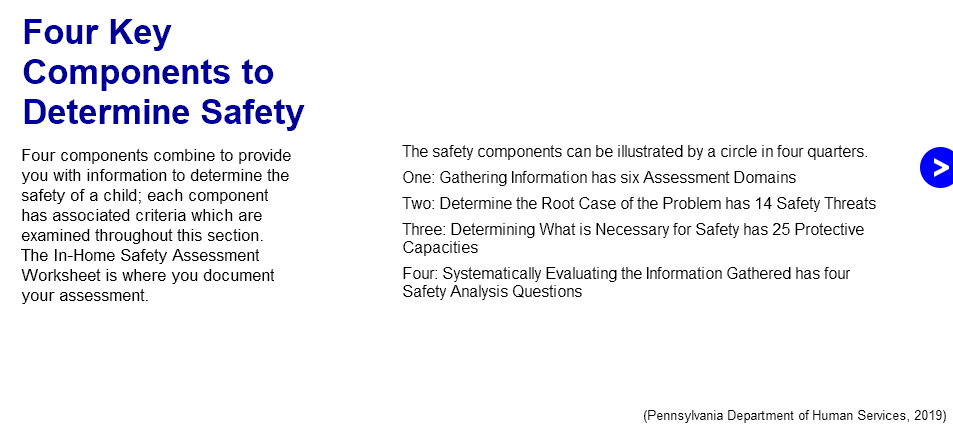 Four Key
Components to
Determine Safety
Four components combine to provide
you with information to determine the
safety of a child; each component
has associated criteria which are
examined throughout this section.
The In-Home Safety Assessment
Worksheet is where you document
your assessment.
The safety components can be illustrated by a circle in four quarters.
One: Gathering Information has six Assessment Domains
Two: Determine the Root Case of the Problem has 14 Safety Threats
Three: Determining What is Necessary for Safety has 25 Protective
Capacities
Four: Systematically Evaluating the Information Gathered has four
Safety Analysis Questions
>
(Pennsylvania Department of Human Services, 2019)